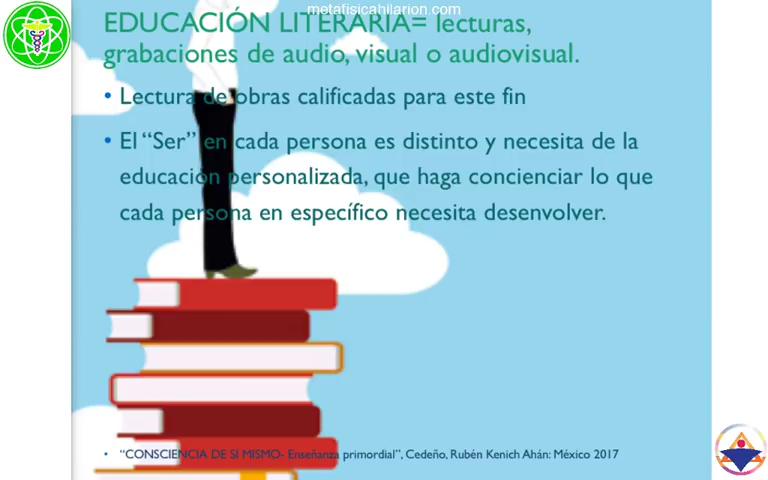 metafisicahilarion.com
EDUCACIÓN LITERARIA= lecturas,
grabaciones de audio, visual o audiovisual.
• Lectura de obras calificadas para este fin
• El “Ser” en cada persona es distinto y necesita de la
educación personalizada, que haga concienciar lo que
cada persona en específico necesita desenvolver.
• “CONSCIENCIA DE SI MISMO- Enseñanza primordial”, Cedeño, Rubén Kenich Ahán: México 2017